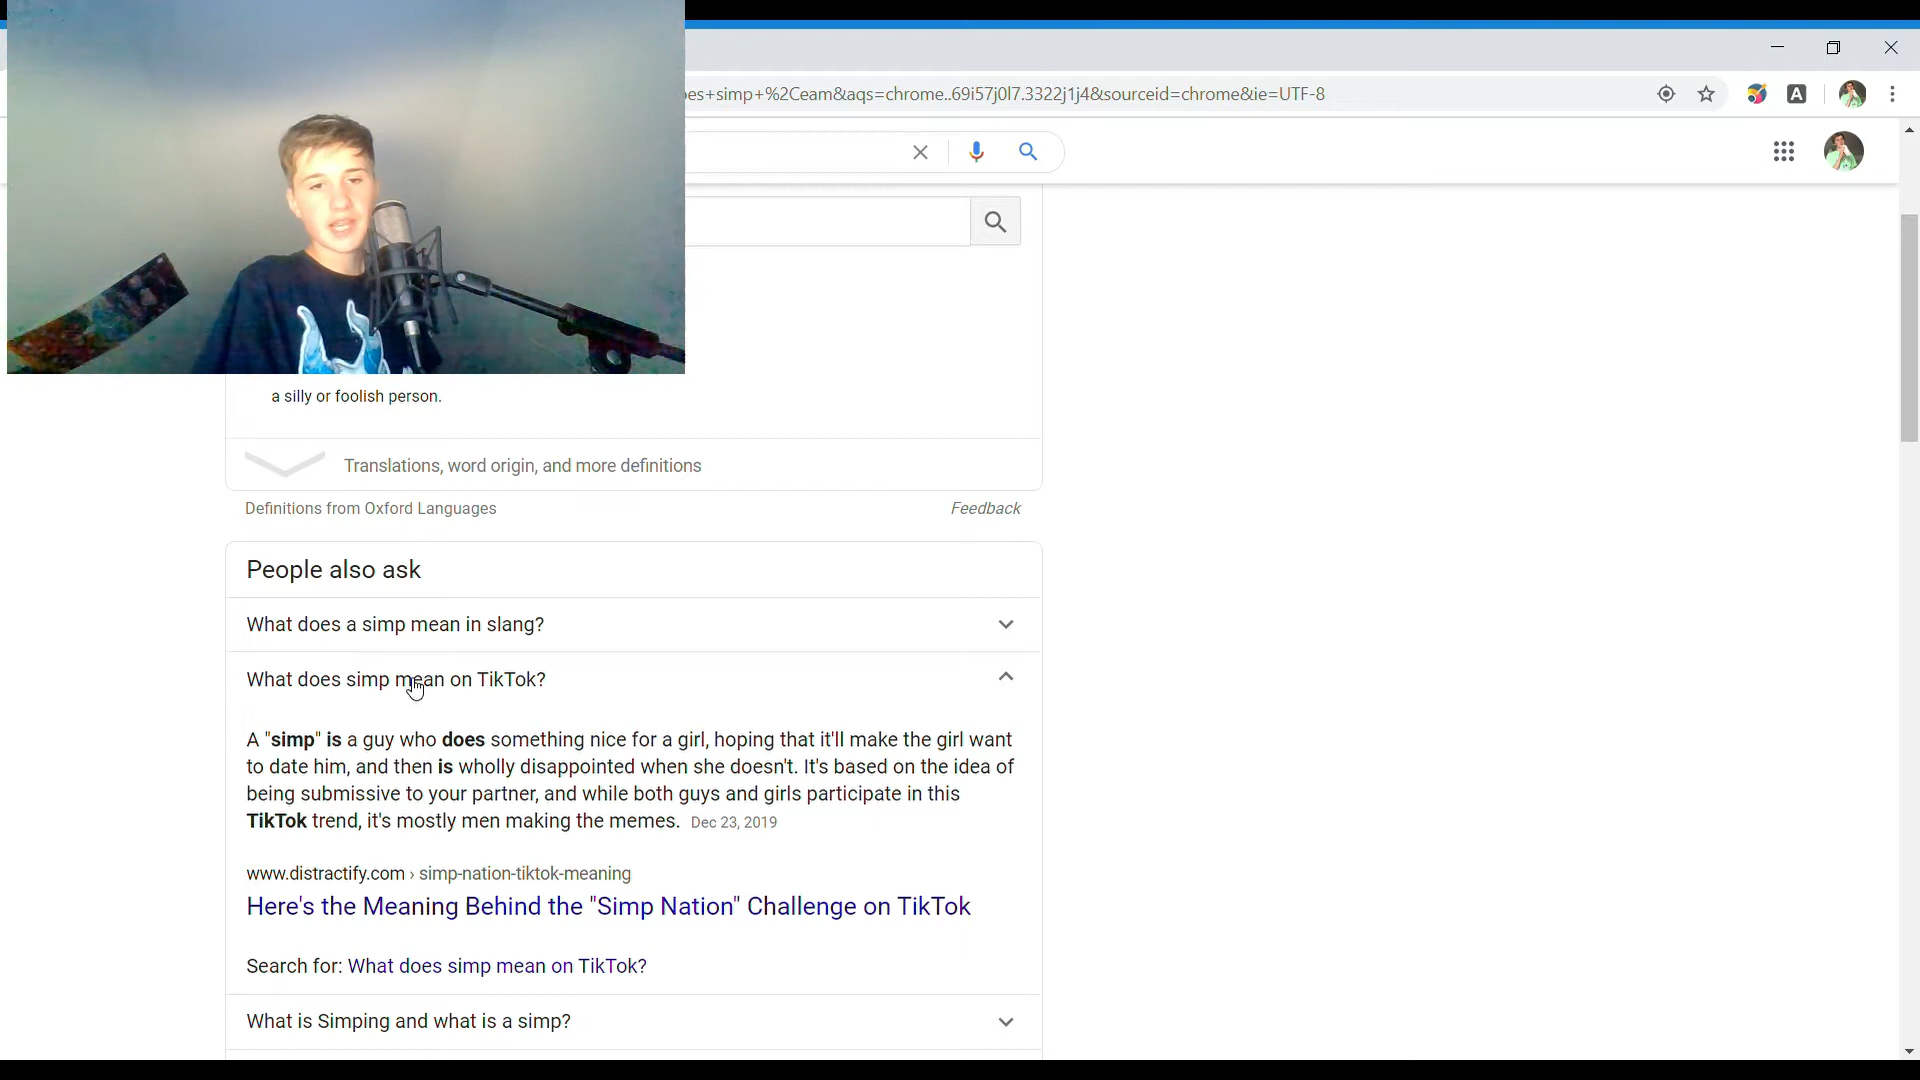 es+simp+%2Ceam&aqs=chrome..69i57j0l7.3322j1j4&sourceid=chrome&ie=UTF-8
A
a silly or foolish person.
Translations, word origin, and more definitions
Definitions from Oxford Languages
Feedback
People also ask
What does a simp mean in slang?
What does simp mean on TikTok?
A "simp" is a guy who does something nice for a girl, hoping that it'll make the girl want
to date him, and then is wholly disappointed when she doesn't. It's based on the idea of
being submissive to your partner, and while both guys and girls participate in this
TikTok trend, it's mostly men making the memes. Dec 23, 2019
www.distractify.com › simp-nation-tiktok-meaning
Here's the Meaning Behind the "Simp Nation" Challenge on TikTok
Search for: What does simp mean on TikTok?
What is Simping and what is a simp?